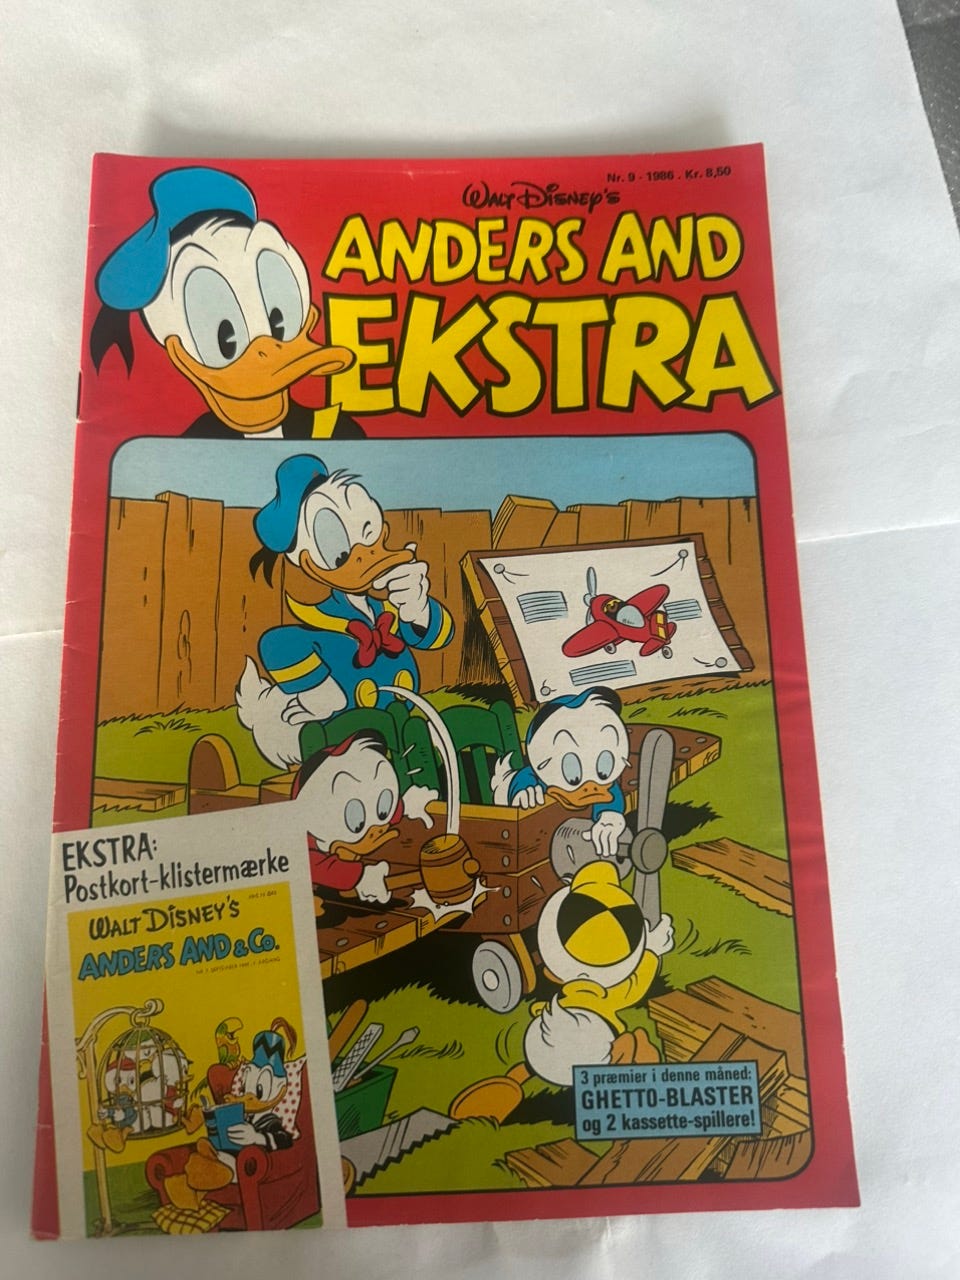 Nr. 9 - 1986 . Kr. 8,50
WALT DISNEY'S
ANDERS AND
EKSTRA
EKSTRA:
Postkort-klistermærke
WALT DISNEY'S
ANDERS AND & Co.
3 præmier i denne måned:
GHETTO-BLASTER
og 2 kassette-spillere!